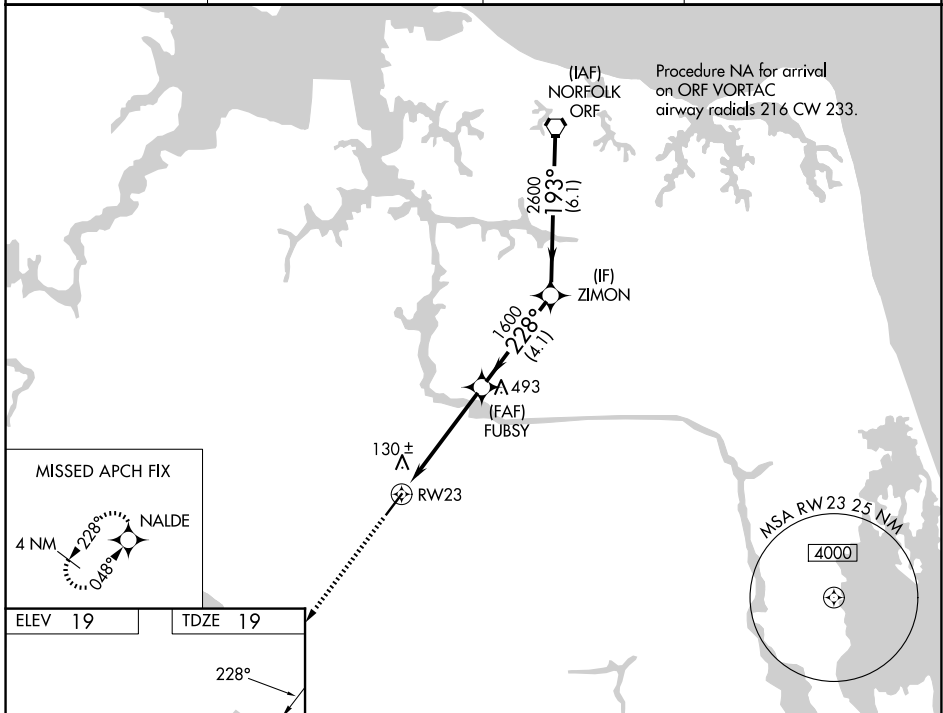 (IAF)
NORFOLK
ORF
Procedure NA for arrival
on ORF VORTAC
airway radials 216 CW 233.
2600
193°
(6.1)
(IF)
ZIMON
1600
228°
(4.1)
493
(FAF)
FUBSY
130±
RW23
MISSED APCH FIX
NALDE
4 NM
228°
048°
MSA RW23 25 NM
4000
ELEV 19
TDZE 19
228°